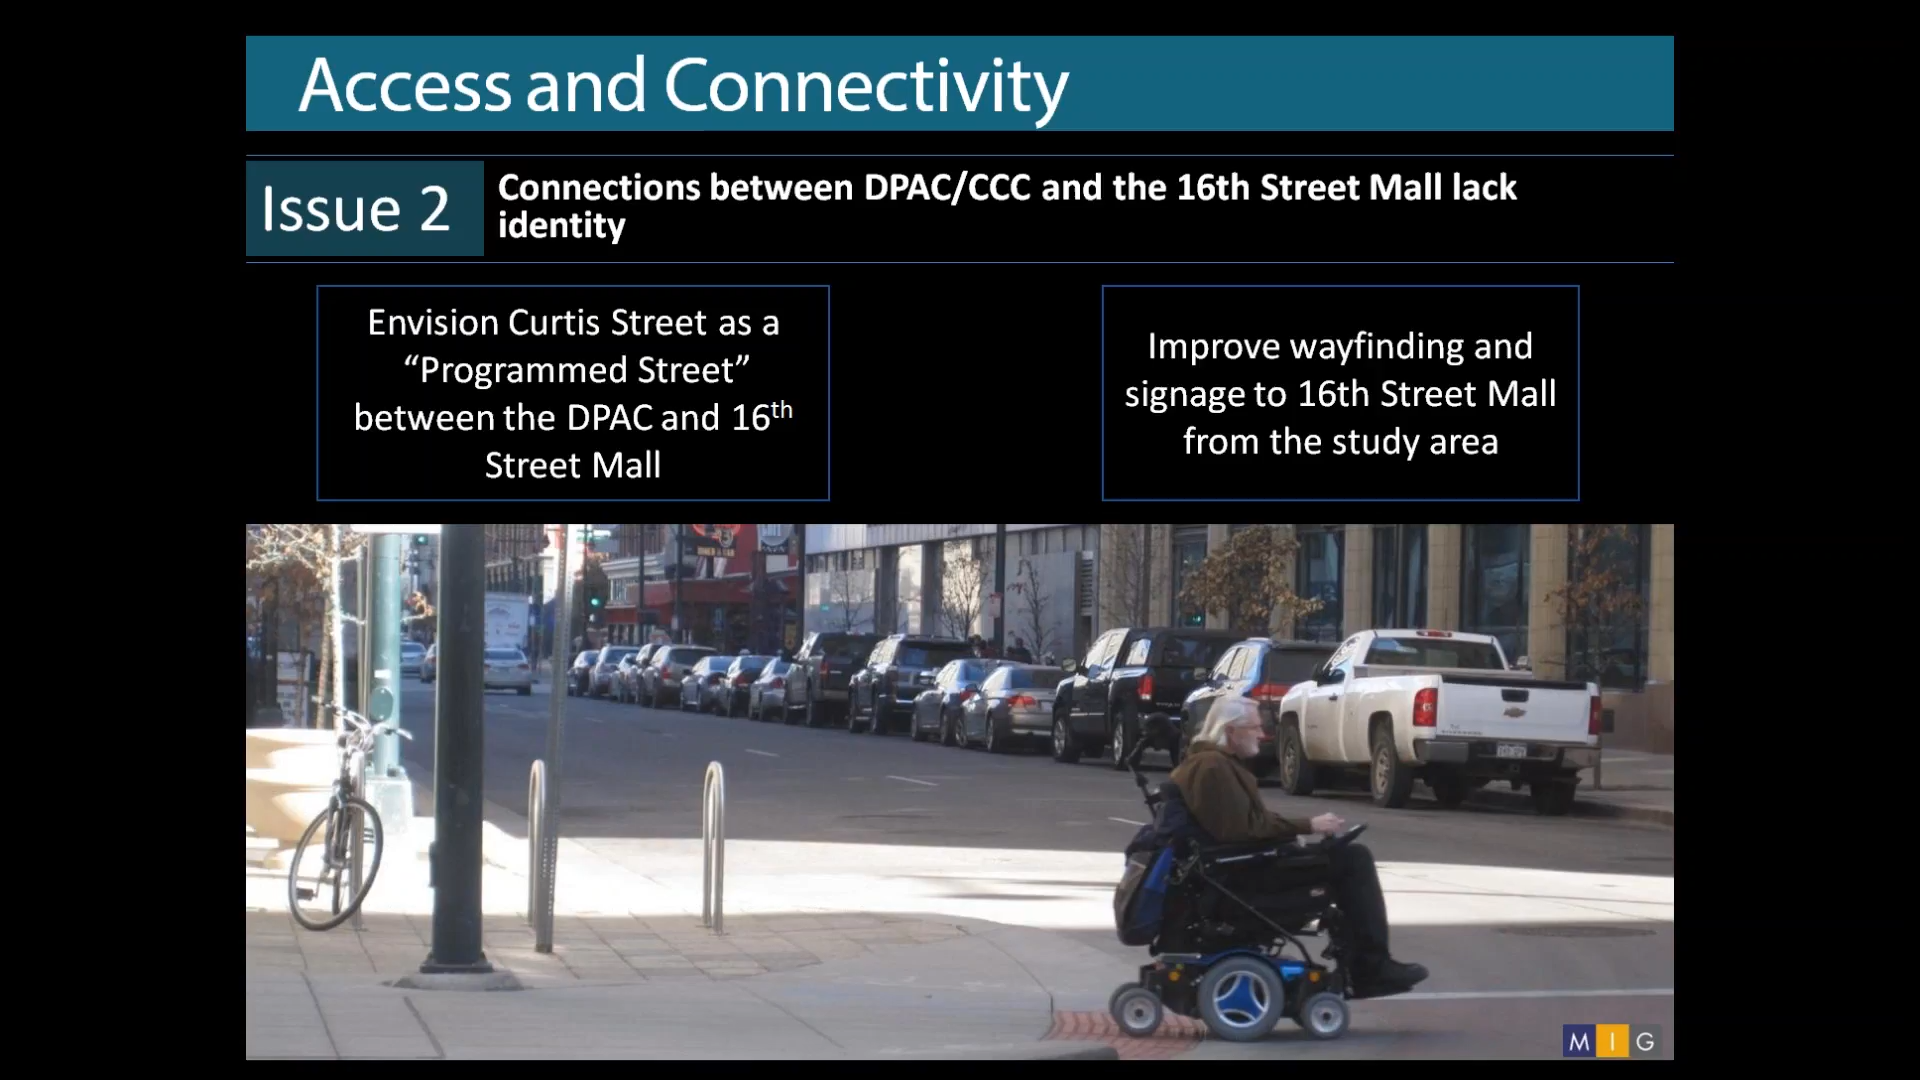 Access and Connectivity
Issue 2
Connections between DPAC/CCC and the 16th Street Mall lack
identity
Envision Curtis Street as a
“Programmed Street”
between the DPAC and 16th
Street Mall
Improve wayfinding and
signage to 16th Street Mall
from the study area
MIG